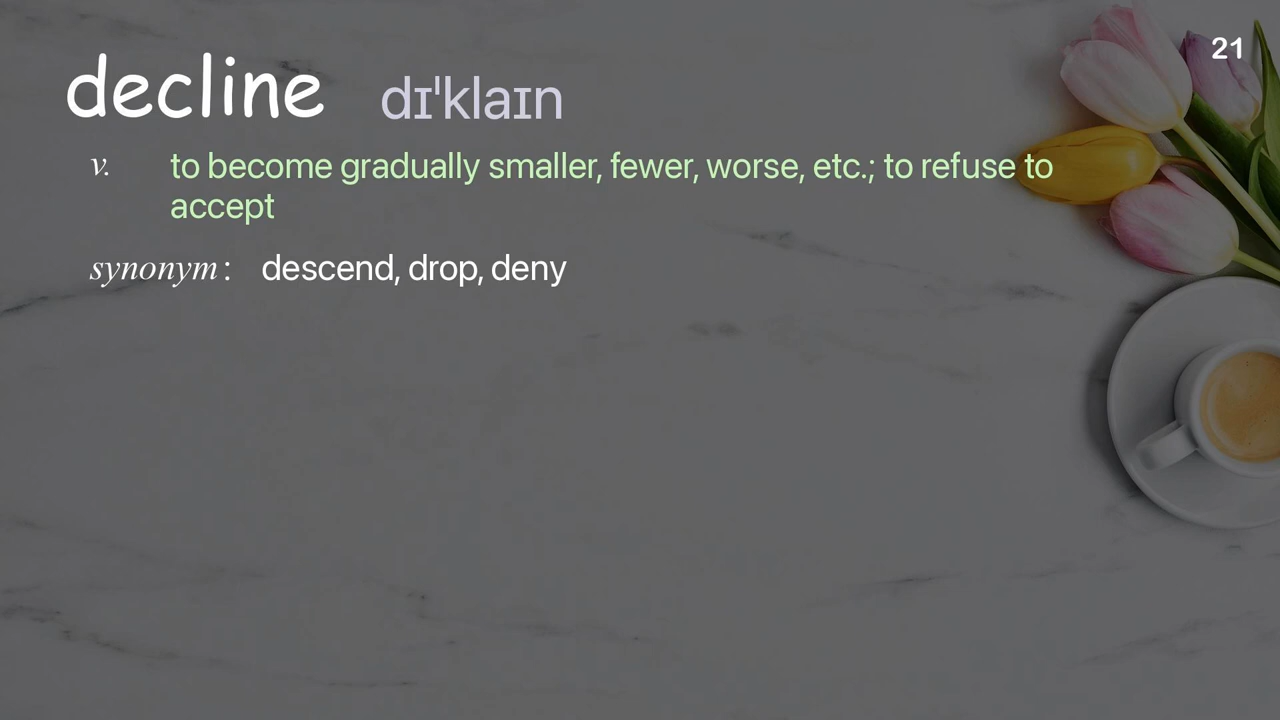 21
decline dɪˈklaɪn
v. to become gradually smaller, fewer, worse, etc.; to refuse to
accept
synonym : descend, drop, deny